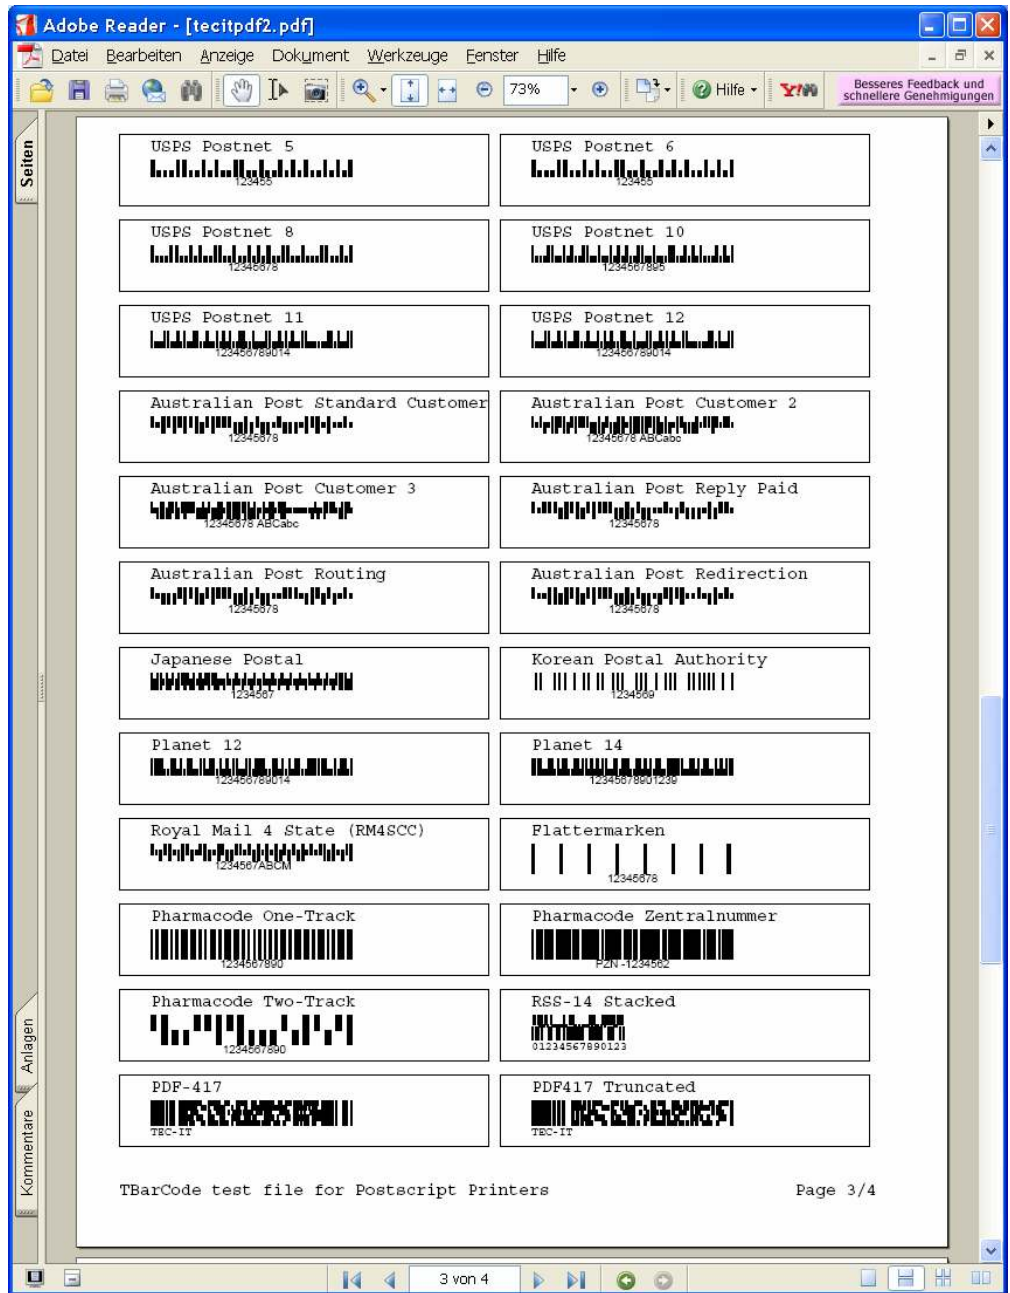 Adobe Reader - [tecitpdf2.pdf]
Datei Bearbeiten Anzeige Dokument Werkzeuge Fenster Hilfe
73% Hilfe Y!
Besseres Feedback und
schnellere Genehmigungen
Seiten
USPS Postnet 5
123455
USPS Postnet 6
123455
USPS Postnet 8
12345678
USPS Postnet 10
1234567895
USPS Postnet 11
123456789014
USPS Postnet 12
123456789014
Australian Post Standard Customer
12345678
Australian Post Customer 2
12345678 ABCabc
Australian Post Customer 3
12345678 ABCabc
Australian Post Reply Paid
12345678
Australian Post Routing
12345678
Australian Post Redirection
12345678
Japanese Postal
1234567
Korean Postal Authority
1234569
Planet 12
123456789014
Planet 14
12345678901239
Royal Mail 4 State (RM4SCC)
1234567ABCM
Flattermarken
12345678
Pharmacode One-Track
1234567890
Pharmacode Zentralnummer
PZN -1234562
Pharmacode Two-Track
1234567890
RSS-14 Stacked
01234567890123
PDF-417
TEC-IT
PDF417 Truncated
TEC-IT
Anlagen
Kommentare
TBarCode test file for Postscript Printers Page 3/4
3 von 4